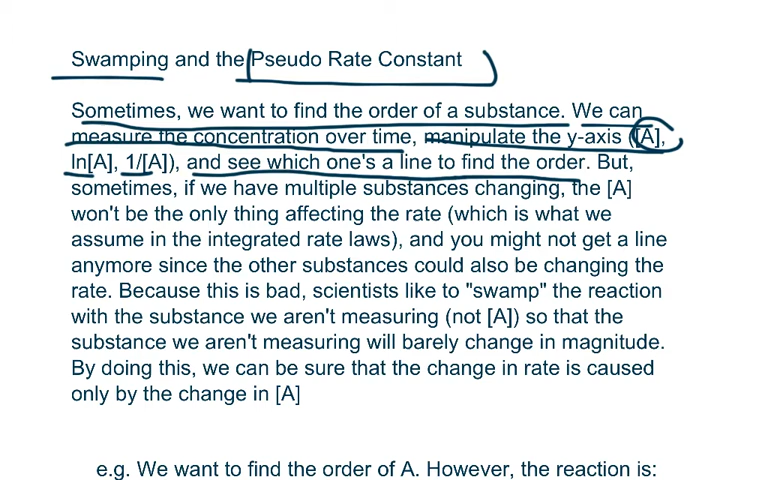 Swamping and the Pseudo Rate Constant
Sometimes, we want to find the order of a substance. We can
measure the concentration over time, manipulate the y-axis ([A],
ln[A], 1/[A]), and see which one's a line to find the order. But,
sometimes, if we have multiple substances changing, the [A]
won't be the only thing affecting the rate (which is what we
assume in the integrated rate laws), and you might not get a line
anymore since the other substances could also be changing the
rate. Because this is bad, scientists like to "swamp" the reaction
with the substance we aren't measuring (not [A]) so that the
substance we aren't measuring will barely change in magnitude.
By doing this, we can be sure that the change in rate is caused
only by the change in [A]
e.g. We want to find the order of A. However, the reaction is: